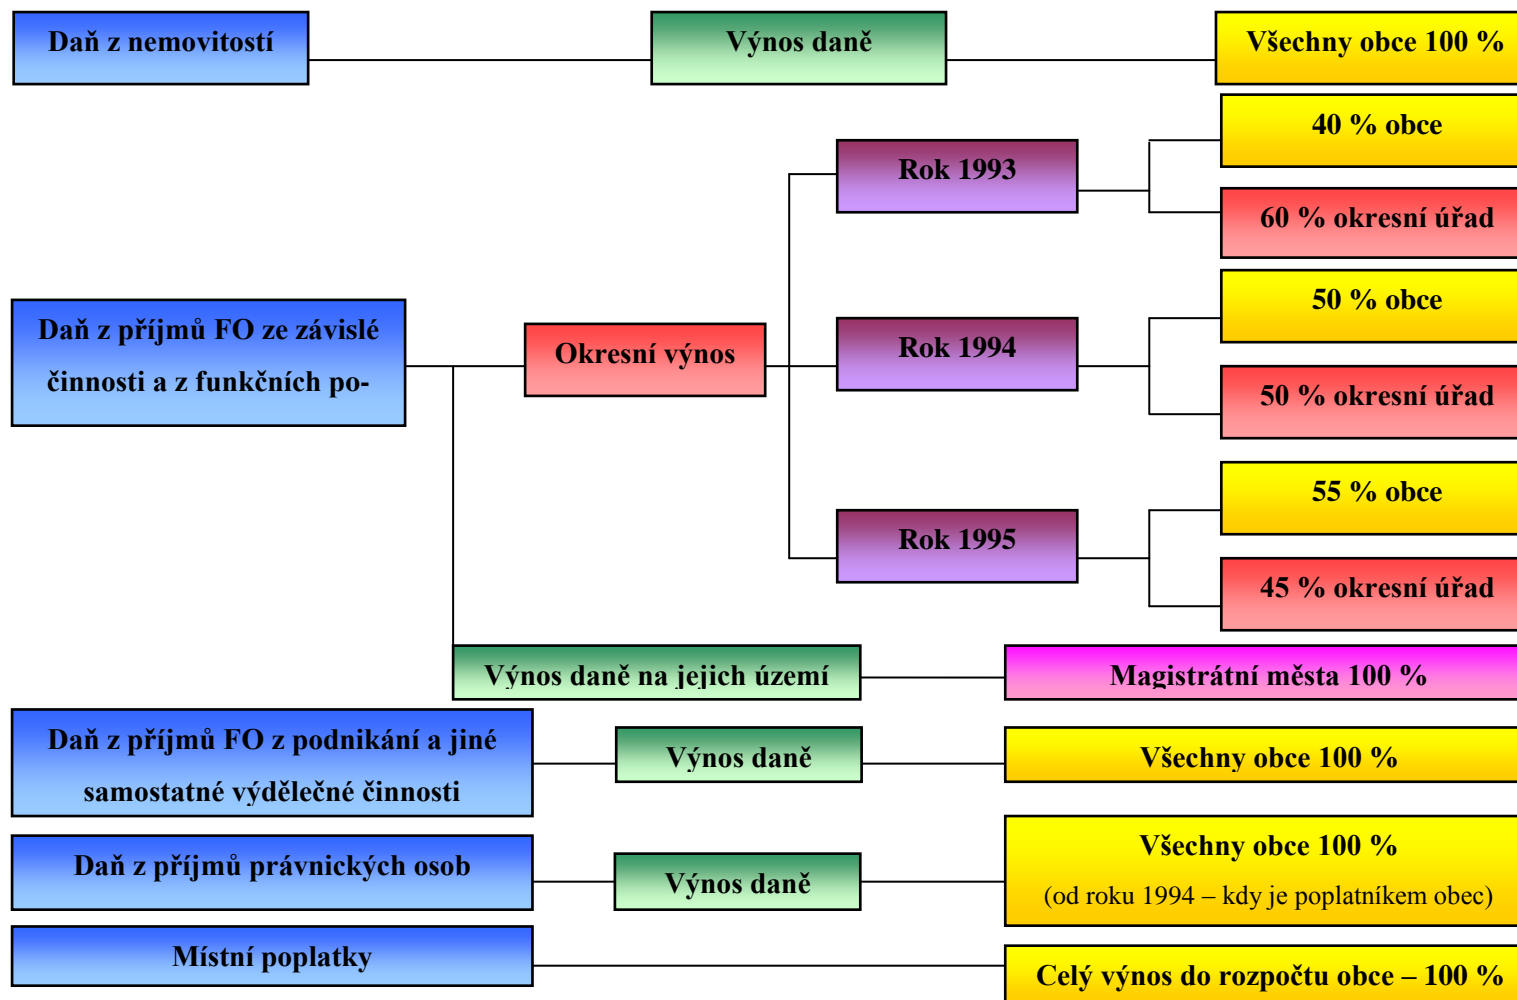 Daň z nemovitostí
Výnos daně
Všechny obce 100 %
40 % obce
Rok 1993
60 % okresní úřad
50 % obce
Daň z příjmů FO ze závislé
činnosti a z funkčních po-
Okresní výnos
Rok 1994
50 % okresní úřad
55 % obce
Rok 1995
45 % okresní úřad
Výnos daně na jejich území
Magistrátní města 100 %
Daň z příjmů FO z podnikání a jiné
samostatné výdělečné činnosti
Výnos daně
Všechny obce 100 %
Daň z příjmů právnických osob
Výnos daně
Všechny obce 100 %
(od roku 1994 – kdy je poplatníkem obec)
Místní poplatky
Celý výnos do rozpočtu obce – 100 %